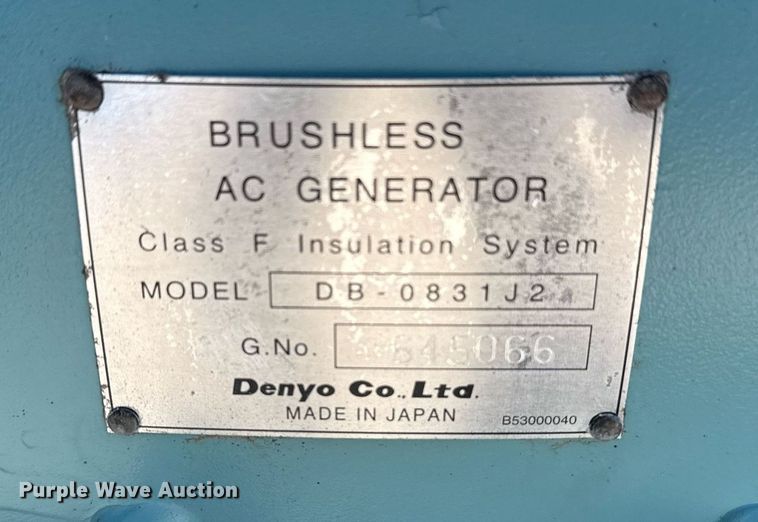 BRUSHLESS
AC GENERATOR
Class F Insulation System
MODEL DB-0831J2
G.No.
Denyo Co.,Ltd.
MADE IN JAPAN B53000040
Purple Wave Auction